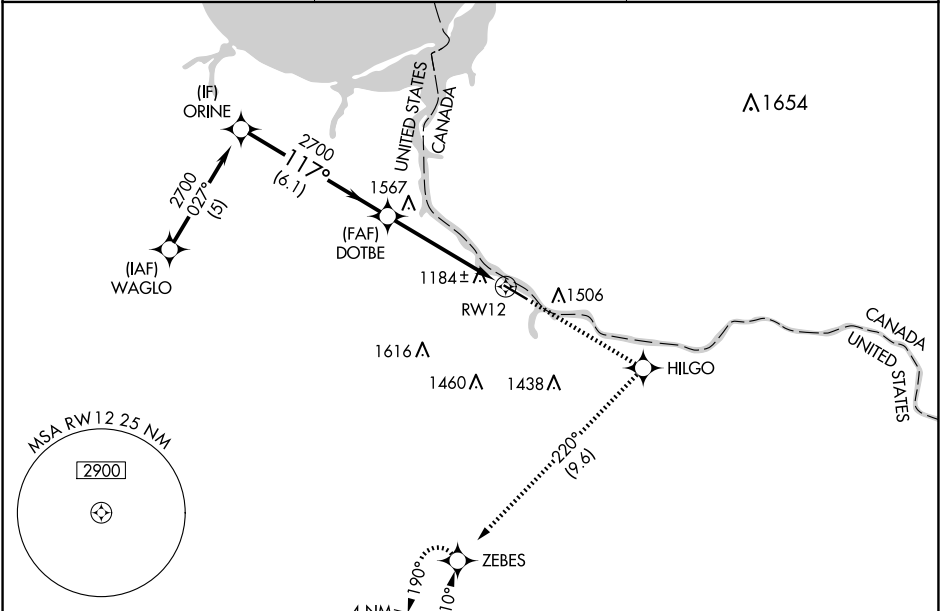 (IF)
ORINE
UNITED STATES
CANADA
1654
2700
117°
(6.1)
2700
027°
(5)
1567
(FAF)
DOTBE
(IAF)
WAGLO
1184±
RW12
1506
CANADA
UNITED STATES
1616
HILGO
1460
1438
MSA RW12 25 NM
2900
220°
(9.6)
ZEBES
190°
4 NM